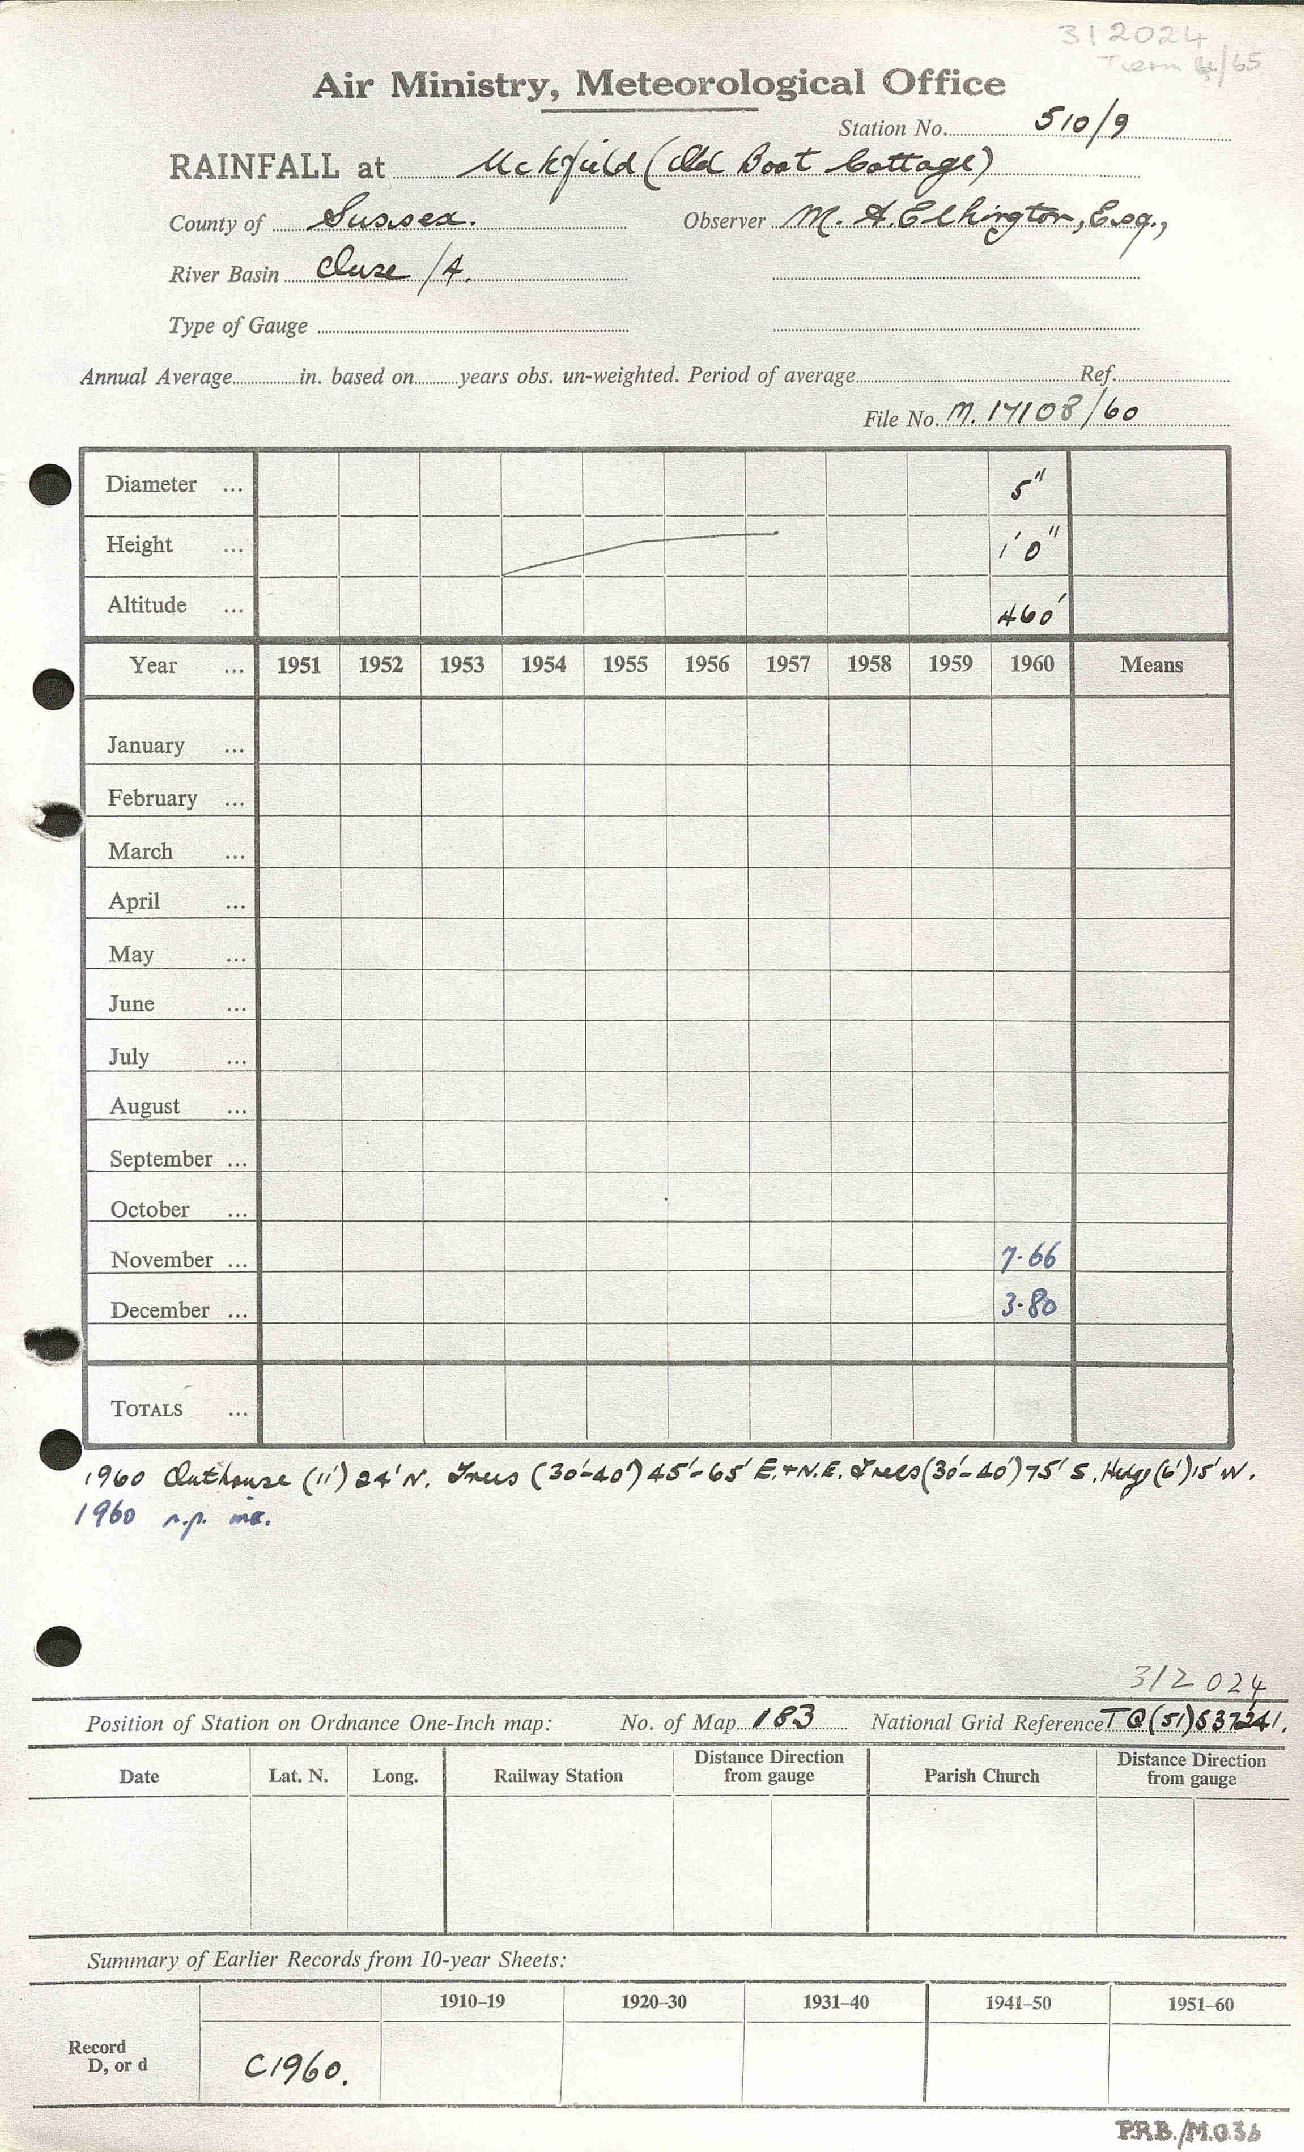 312024
Term 4/65
Air Ministry, Meteorological Office
Station No. 510/9
RAINFALL at Uckfield (Old Boat Cottage)
County of Sussex. Observer M. A. Elkington, Esq.,
River Basin Ouse /A.
Type of Gauge
Annual Average in. based on years obs. un-weighted. Period of average Ref.
File No. M. 17108/60
Diameter ... 5"
Height ... 1'0"
Altitude ... 460'
Year ... 1951 1952 1953 1954 1955 1956 1957 1958 1959 1960 Means
January ...
February ...
March ...
April ...
May ...
June ...
July ...
August ...
September ...
October ...
November ... 7.66
December ... 3.80
TOTALS ...
1960 Outhouse (11') 24' N. Trees (30'-40') 45'-65' E. + N.E. Trees (30'-40') 75' S. Hedge (6') 15' W.
1960 n.p. inc.
312024
Position of Station on Ordnance One-Inch map: No. of Map 183 National Grid Reference TQ (51) 537241.
Date Lat. N. Long. Railway Station Distance Direction from gauge Parish Church Distance Direction from gauge
Summary of Earlier Records from 10-year Sheets:
1910–19 1920–30 1931–40 1941–50 1951–60
Record
D, or d C1960.
P.R.B./M.O.36